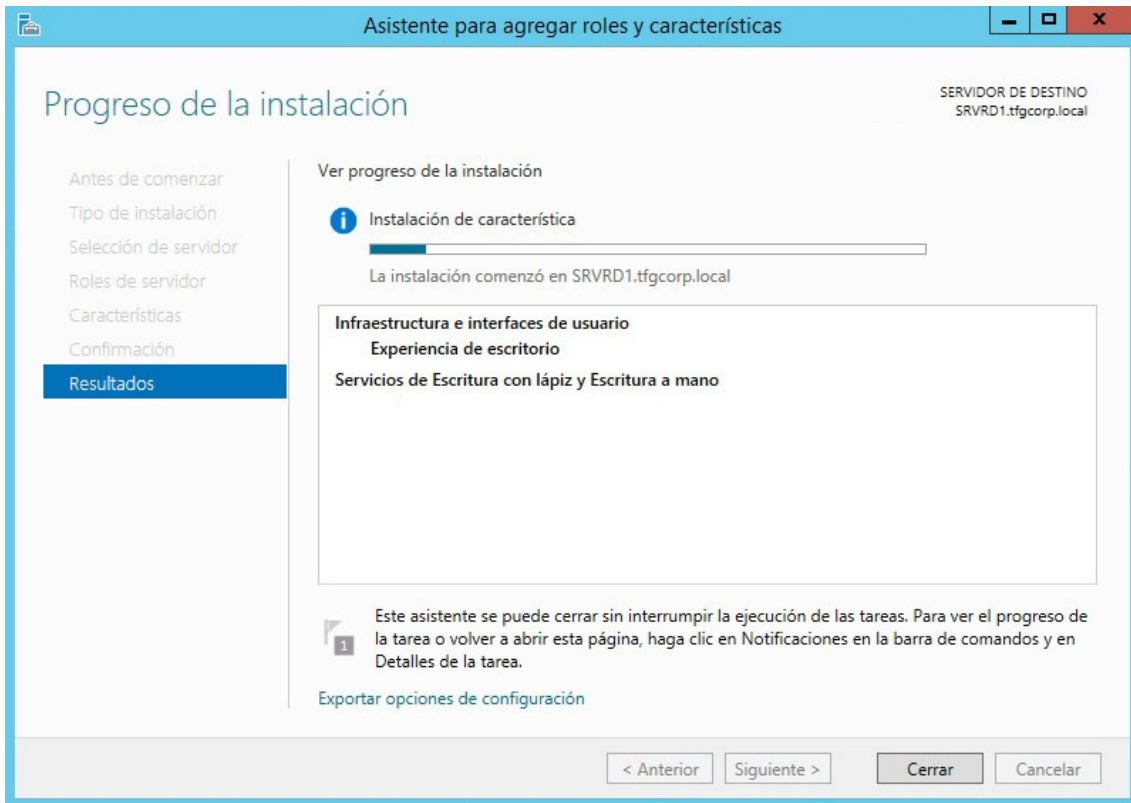 Asistente para agregar roles y características
Progreso de la instalación
SERVIDOR DE DESTINO
SRVRD1.tfgcorp.local
Antes de comenzar
Tipo de instalación
Selección de servidor
Roles de servidor
Características
Confirmación
Resultados
Ver progreso de la instalación
Instalación de característica
La instalación comenzó en SRVRD1.tfgcorp.local
Infraestructura e interfaces de usuario
Experiencia de escritorio
Servicios de Escritura con lápiz y Escritura a mano
1
Este asistente se puede cerrar sin interrumpir la ejecución de las tareas. Para ver el progreso de
la tarea o volver a abrir esta página, haga clic en Notificaciones en la barra de comandos y en
Detalles de la tarea.
Exportar opciones de configuración
< Anterior Siguiente > Cerrar Cancelar